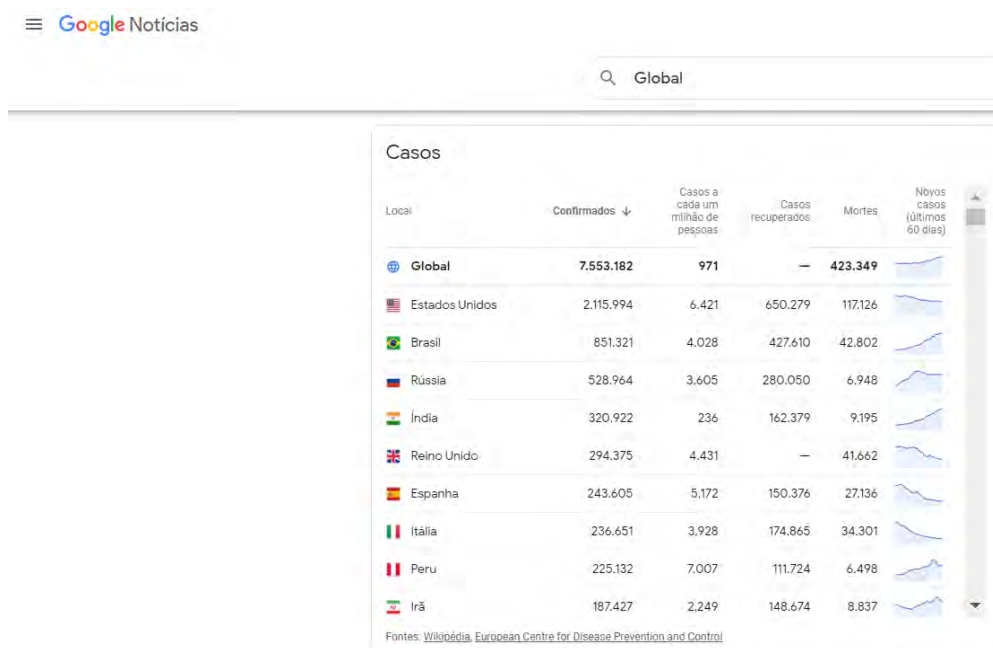 Google Notícias
Global
Casos
Local Confirmados ↓ Casos a cada um milhão de pessoas Casos recuperados Mortes Novos casos (últimos 60 dias)
Global 7.553.182 971 — 423.349
Estados Unidos 2.115.994 6.421 650.279 117.126
Brasil 851.321 4.028 427.610 42.802
Rússia 528.964 3.605 280.050 6.948
Índia 320.922 236 162.379 9.195
Reino Unido 294.375 4.431 — 41.662
Espanha 243.605 5.172 150.376 27.136
Itália 236.651 3.928 174.865 34.301
Peru 225.132 7.007 111.724 6.498
Irã 187.427 2.249 148.674 8.837
Fontes: Wikipédia, European Centre for Disease Prevention and Control